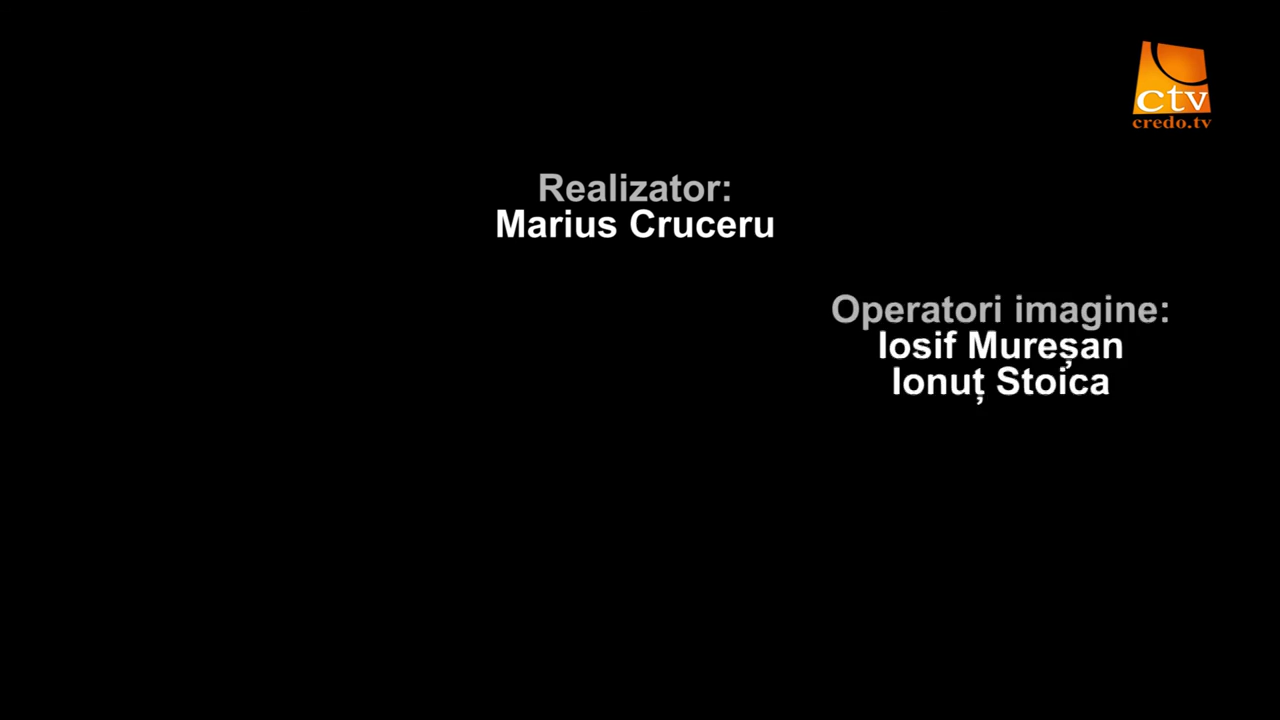 ctv
credo.tv
Realizator:
Marius Cruceru
Operatori imagine:
Iosif Mureșan
Ionuț Stoica